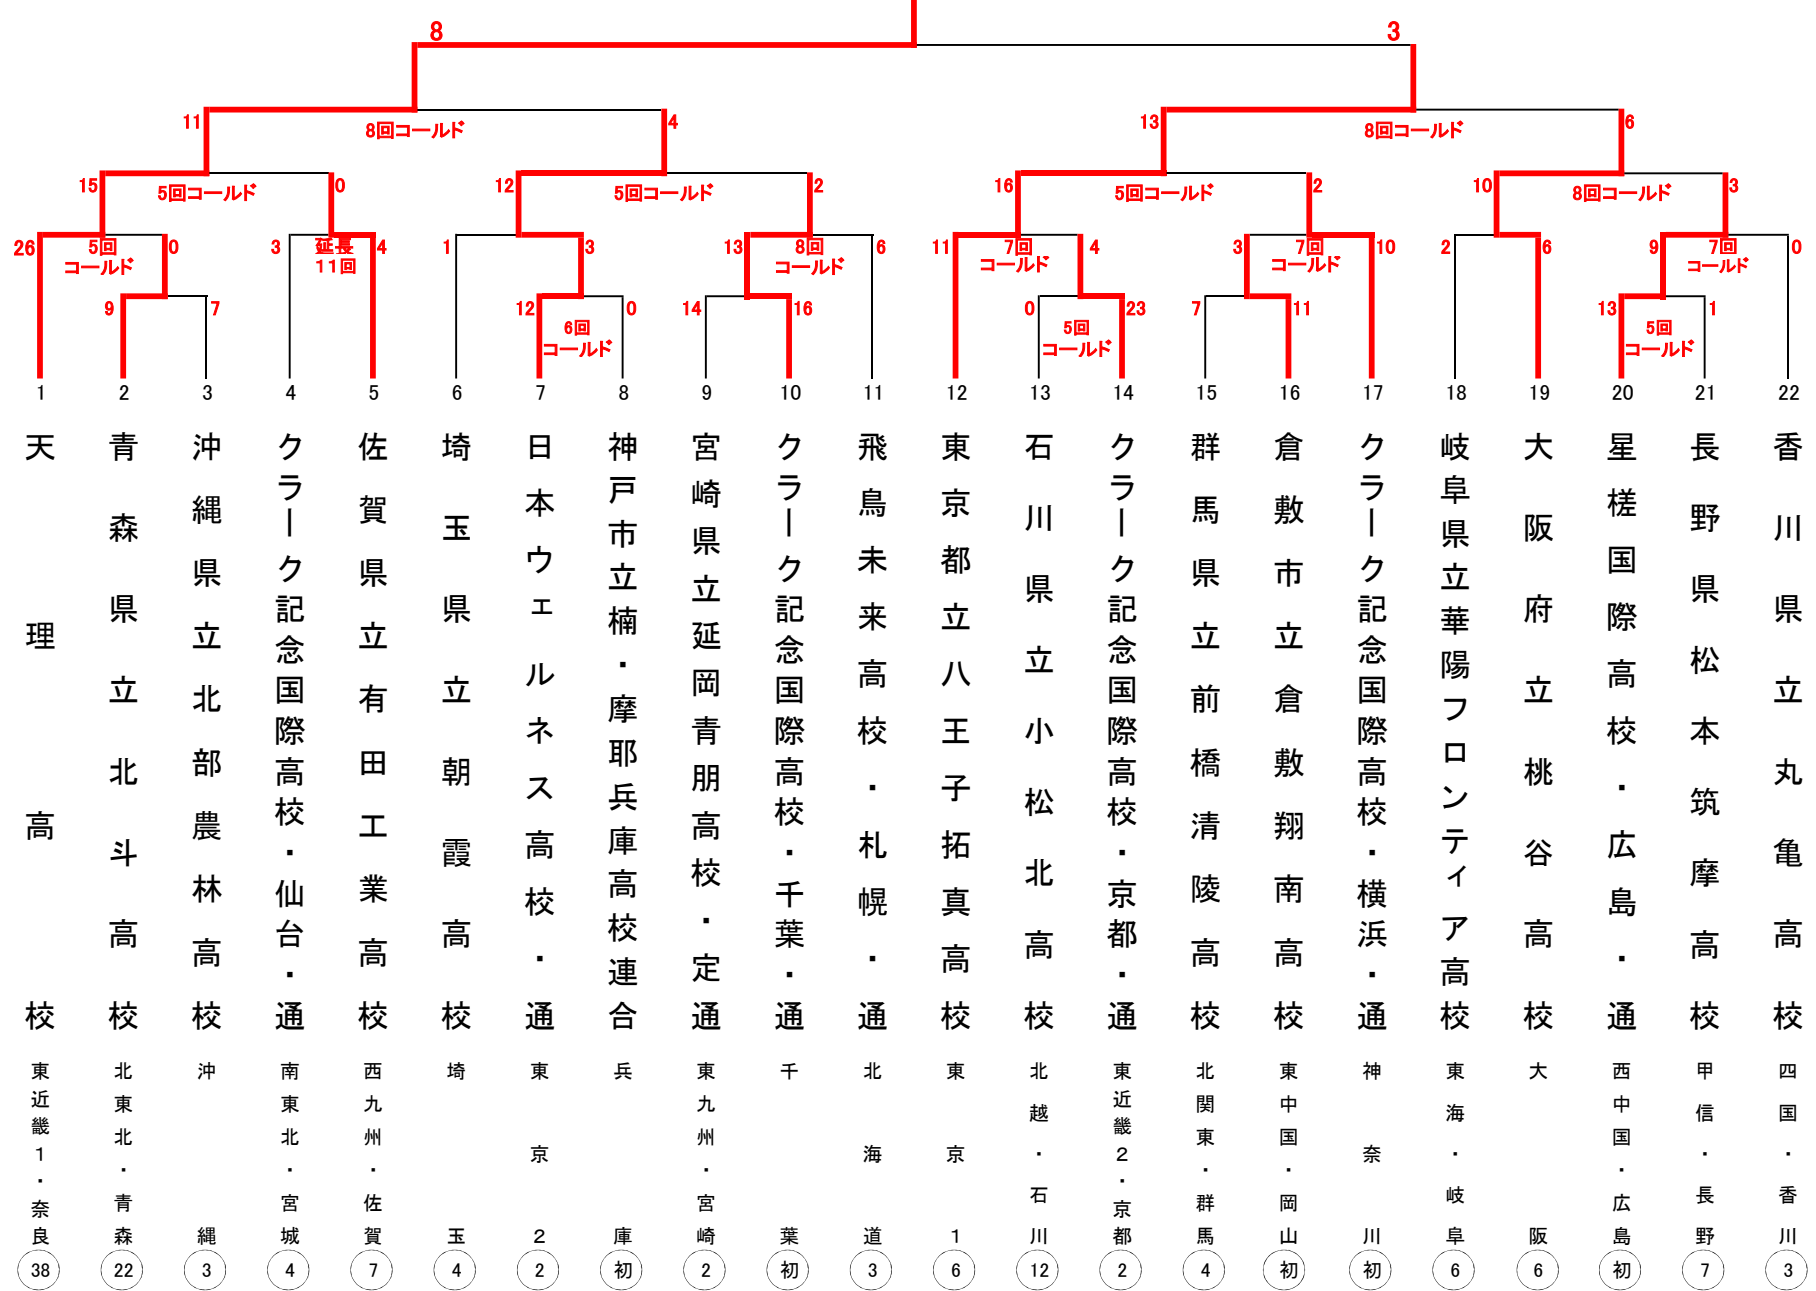 8 3
11 8回コールド 4 13 8回コールド 6
15 5回コールド 0 12 5回コールド 2 16 5回コールド 2 10 8回コールド 3
26 5回コールド 0 3 延長11回 4 1 3 13 8回コールド 6 11 7回コールド 4 3 7回コールド 10 2 6 9 7回コールド 0
9 7 12 6回コールド 0 14 16 0 5回コールド 23 7 11 13 5回コールド 1
1 2 3 4 5 6 7 8 9 10 11 12 13 14 15 16 17 18 19 20 21 22
天理高校
青森県立北斗高校
沖縄県立北部農林高校
クラーク記念国際高校・仙台・通
佐賀県立有田工業高校
埼玉県立朝霞高校
日本ウェルネス高校・通
神戸市立楠・摩耶兵庫高校連合
宮崎県立延岡青朋高校・定通
クラーク記念国際高校・千葉・通
飛鳥未来高校・札幌・通
東京都立八王子拓真高校
石川県立小松北高校
クラーク記念国際高校・京都・通
群馬県立前橋清陵高校
倉敷市立倉敷翔南高校
クラーク記念国際高校・横浜・通
岐阜県立華陽フロンティア高校
大阪府立桃谷高校
星槎国際高校・広島・通
長野県松本筑摩高校
香川県立丸亀高校
東近畿1・奈良
北東北・青森
沖縄
南東北・宮城
西九州・佐賀
埼玉
東京2
兵庫
東九州・宮崎
千葉
北海道
東京1
北越・石川
東近畿2・京都
北関東・群馬
東中国・岡山
神奈川
東海・岐阜
大阪
西中国・広島
甲信・長野
四国・香川
38 22 3 4 7 4 2 初 2 初 3 6 12 2 4 初 初 6 6 初 7 3